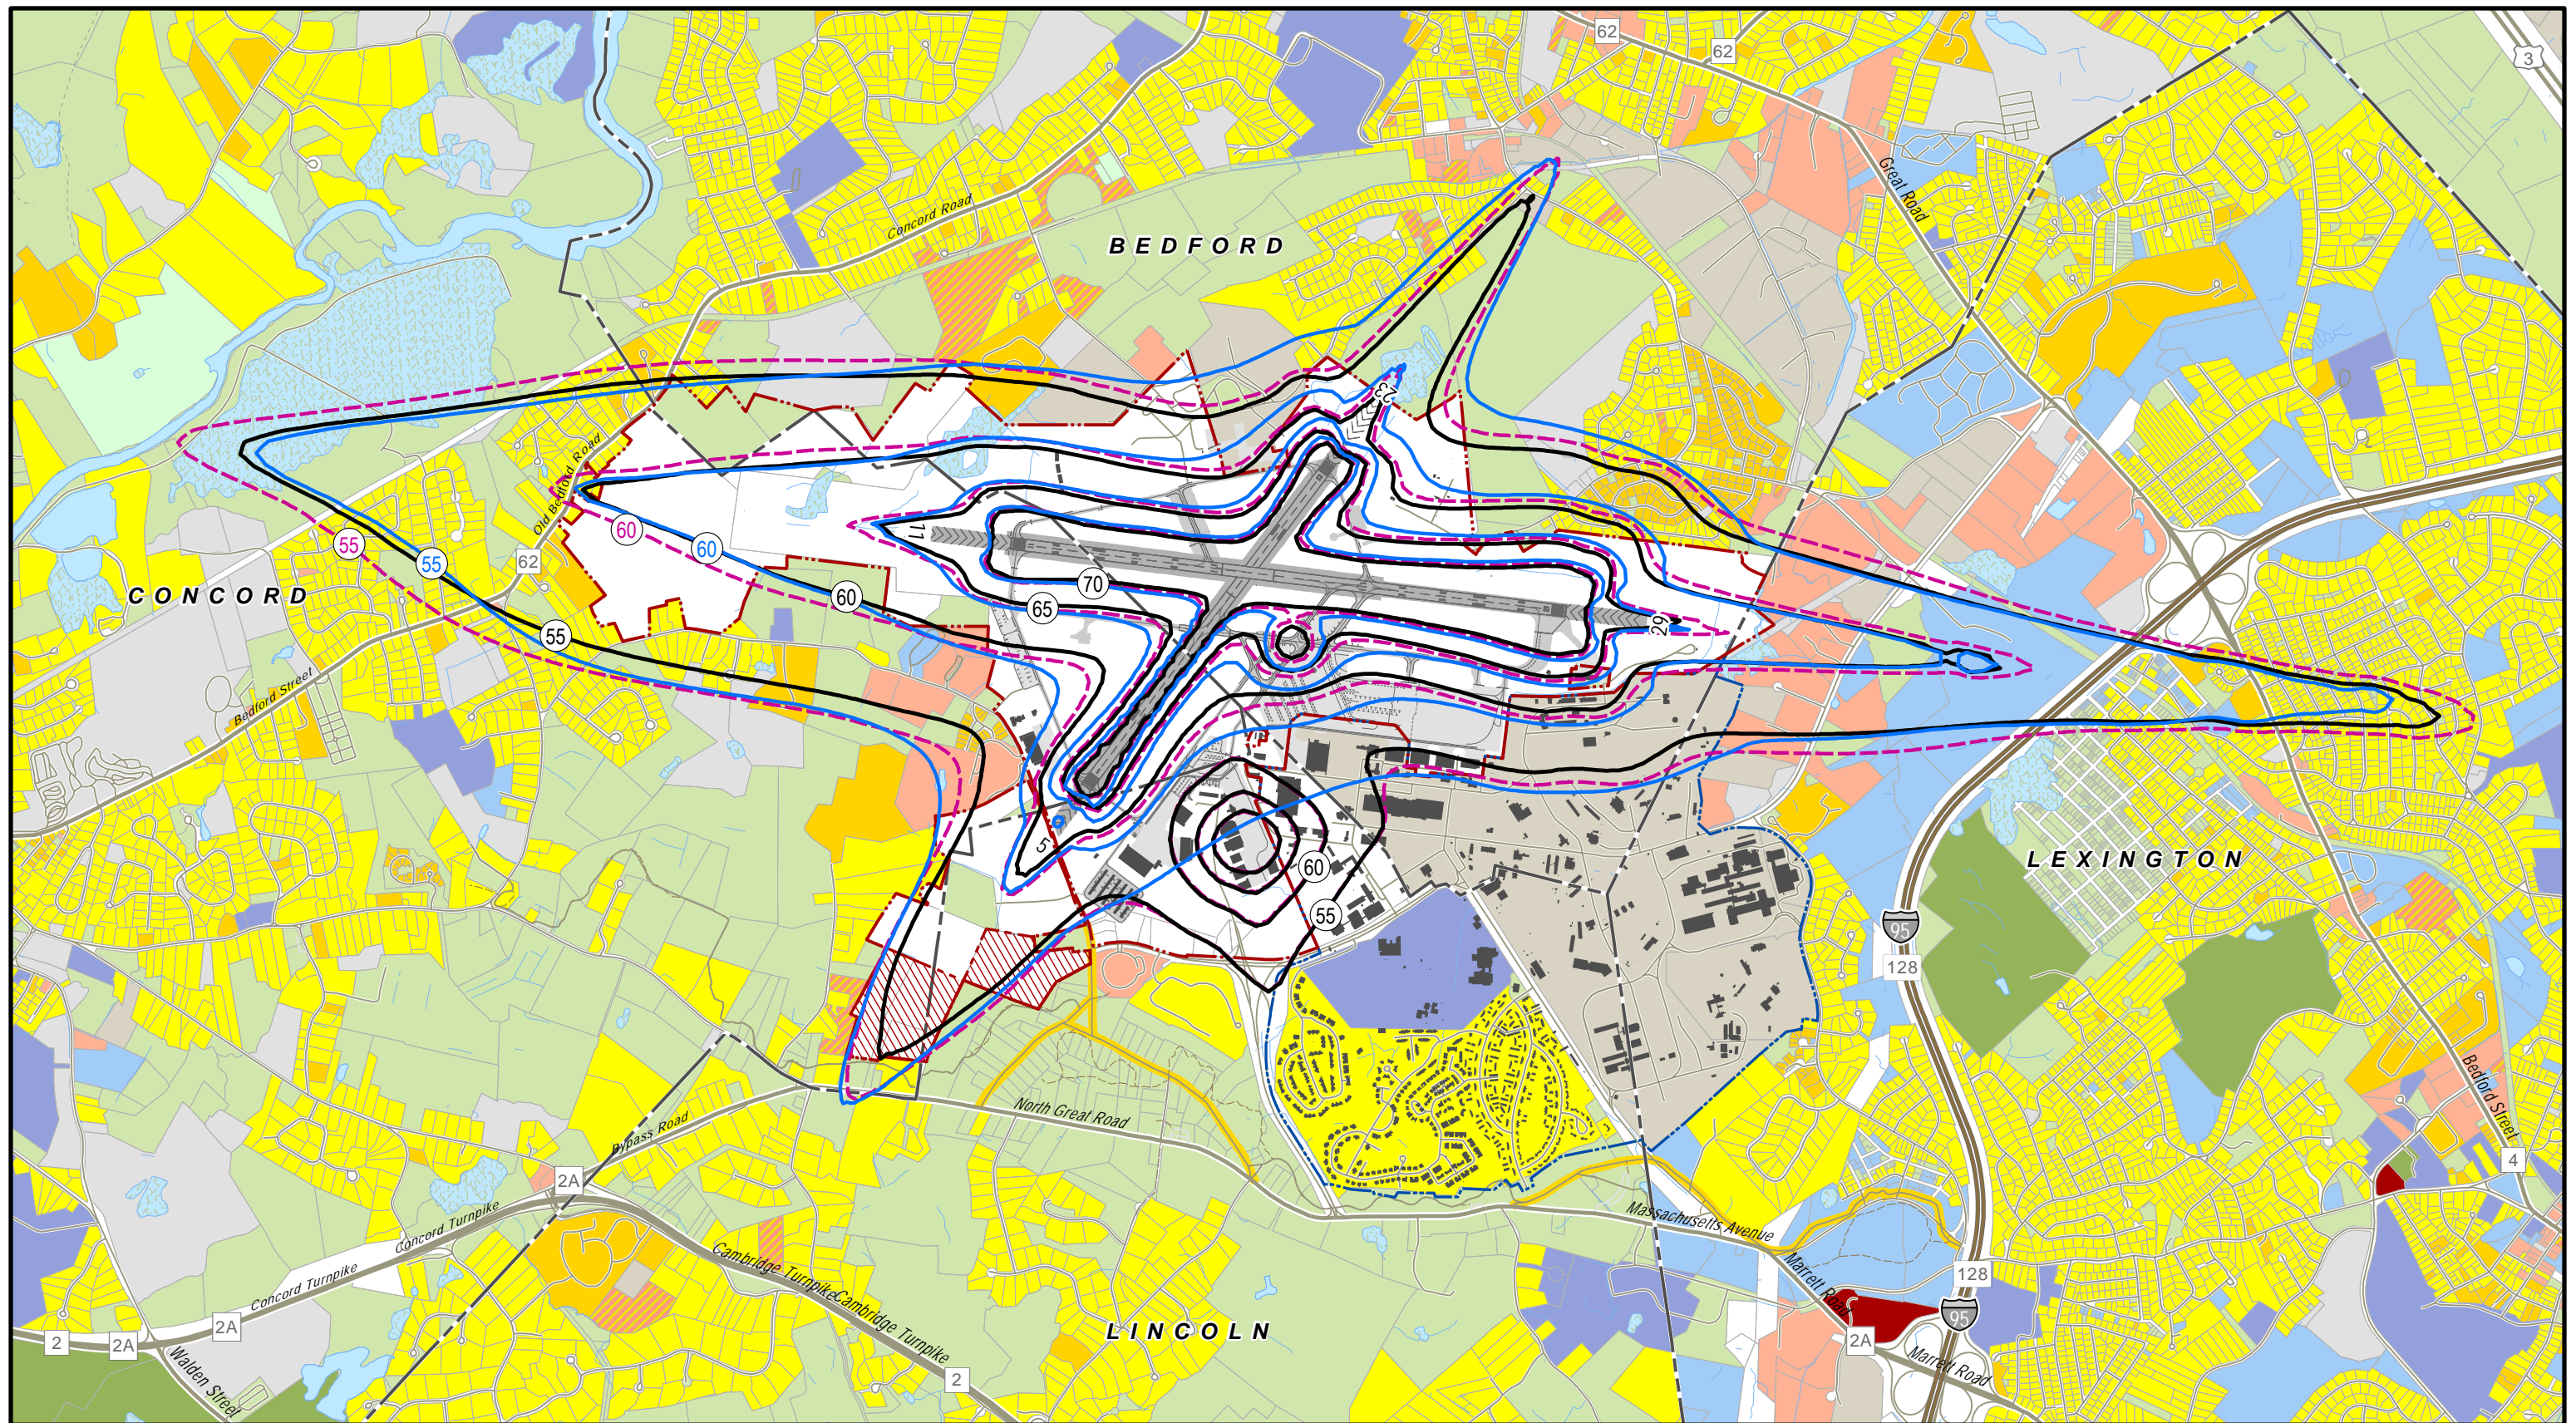 62
62
3
Great Road
Concord Road
BEDFORD
23
Old Bedford Road
11
60
55
60
55
62
70
CONCORD
60
65
29
55
Bedford Street
5
LEXINGTON
60
55
95
128
Bedford Street
North Great Road
Bypass Road
4
2A
Massachusetts Avenue
Concord Turnpike
Cambridge Turnpike
Marrett Road
128
Concord Turnpike
Cambridge Turnpike
95
2A
LINCOLN
2
2A
2A
Walden Street
Marrett Road
2